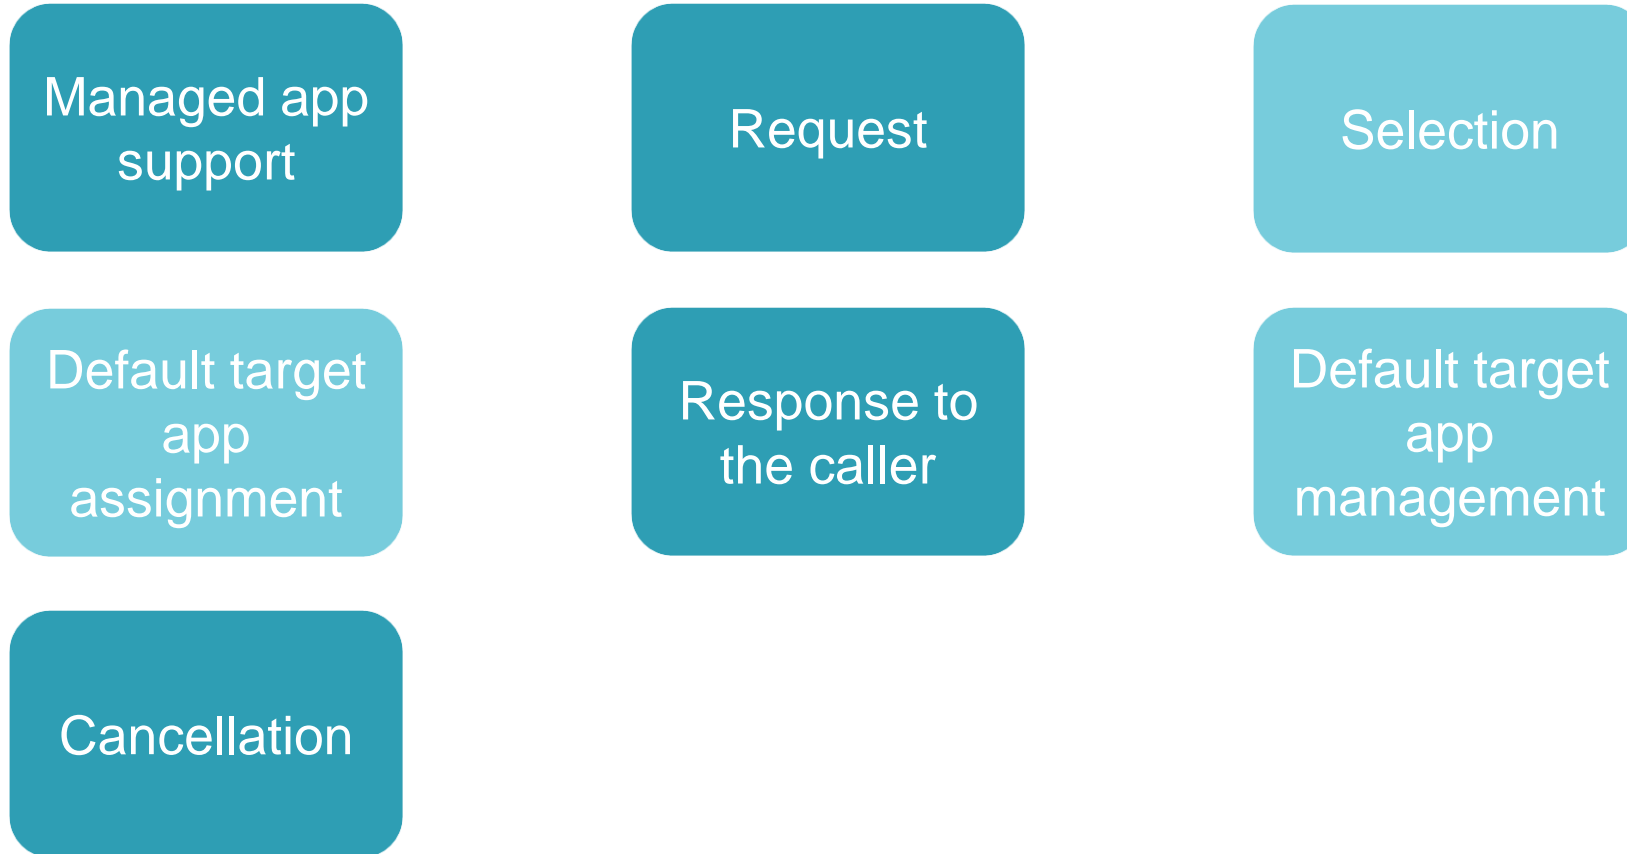 Managed app
support
Request
Selection
Default target
app
assignment
Response to
the caller
Default target
app
management
Cancellation